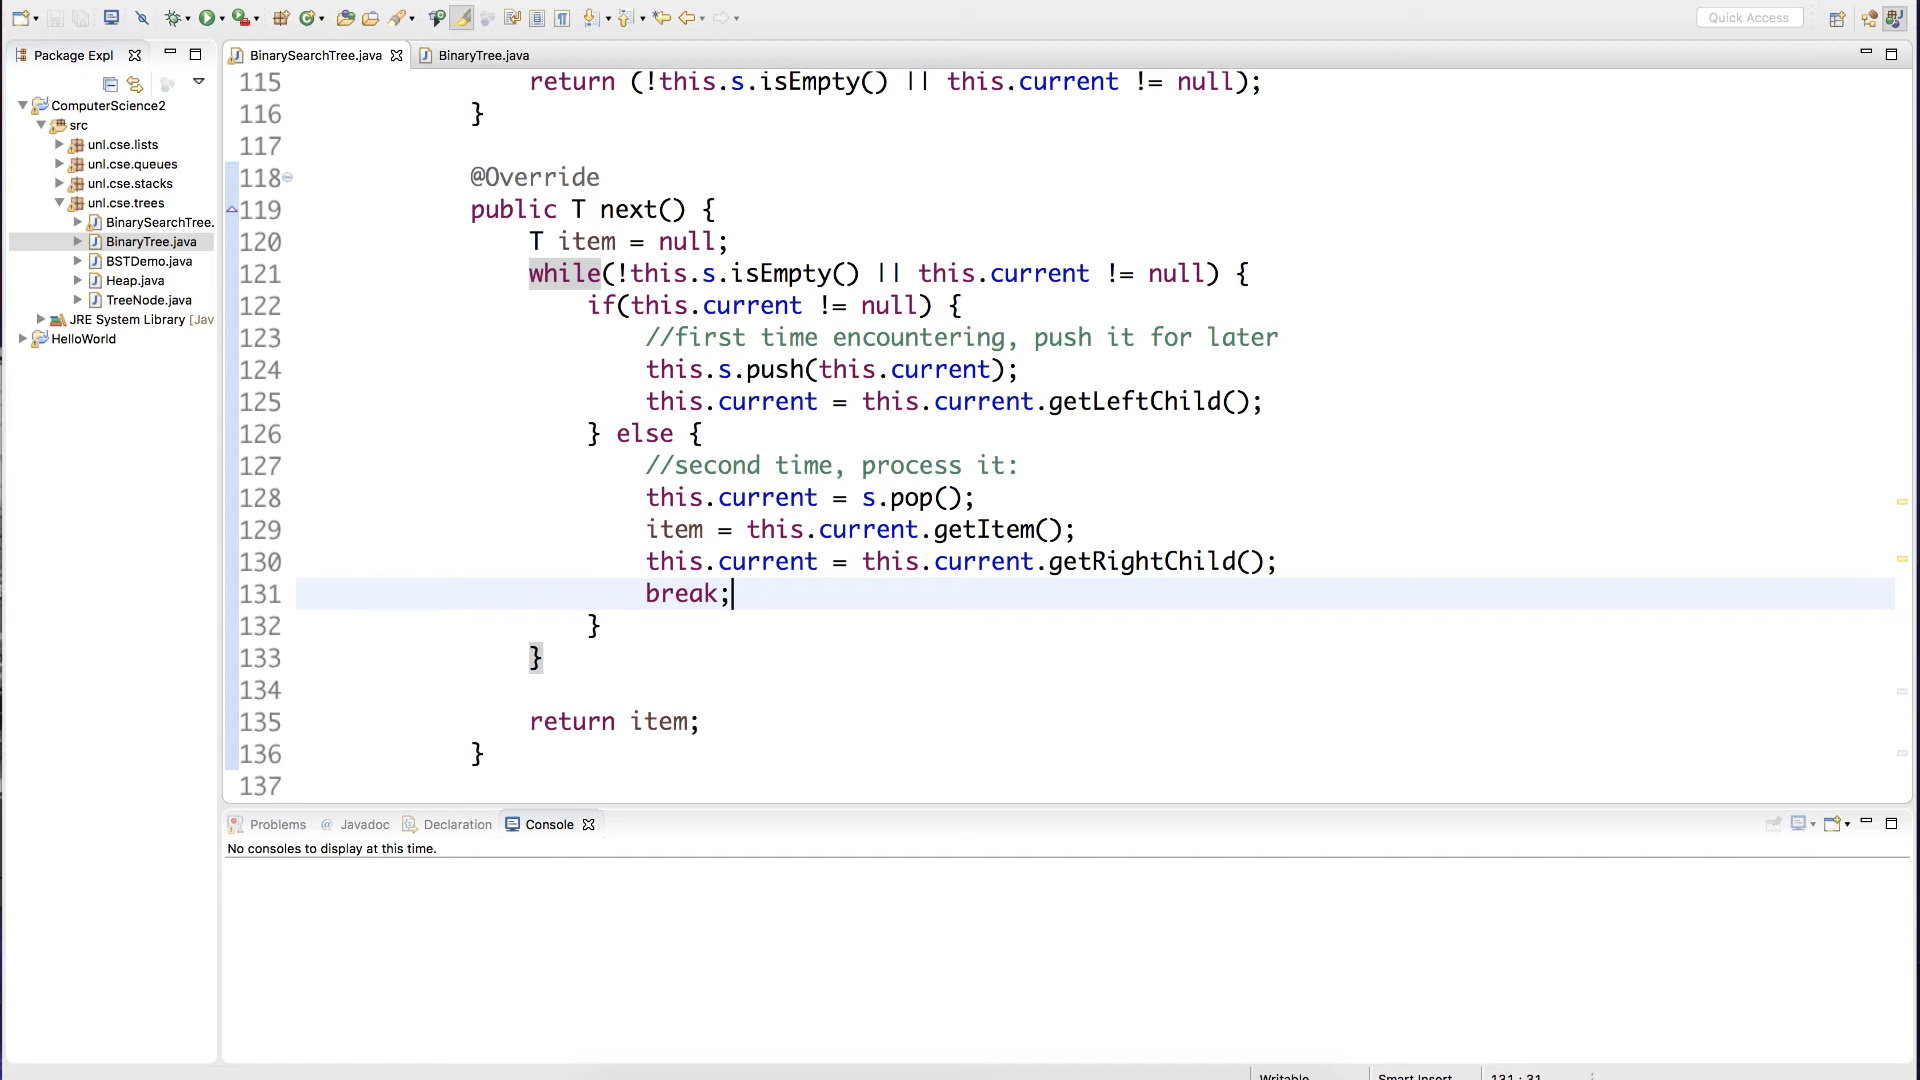 Quick Access
Package Expl
BinarySearchTree.java
BinaryTree.java
ComputerScience2
src
unl.cse.lists
unl.cse.queues
unl.cse.stacks
unl.cse.trees
BinarySearchTree.
BinaryTree.java
BSTDemo.java
Heap.java
TreeNode.java
JRE System Library [Jav
HelloWorld
115 return (!this.s.isEmpty() || this.current != null);
116 }
117
118 @Override
119 public T next() {
120 T item = null;
121 while(!this.s.isEmpty() || this.current != null) {
122 if(this.current != null) {
123 //first time encountering, push it for later
124 this.s.push(this.current);
125 this.current = this.current.getLeftChild();
126 } else {
127 //second time, process it:
128 this.current = s.pop();
129 item = this.current.getItem();
130 this.current = this.current.getRightChild();
131 break;
132 }
133 }
134
135 return item;
136 }
137
Problems @ Javadoc Declaration Console
No consoles to display at this time.
Writable Smart Insert 131 : 31